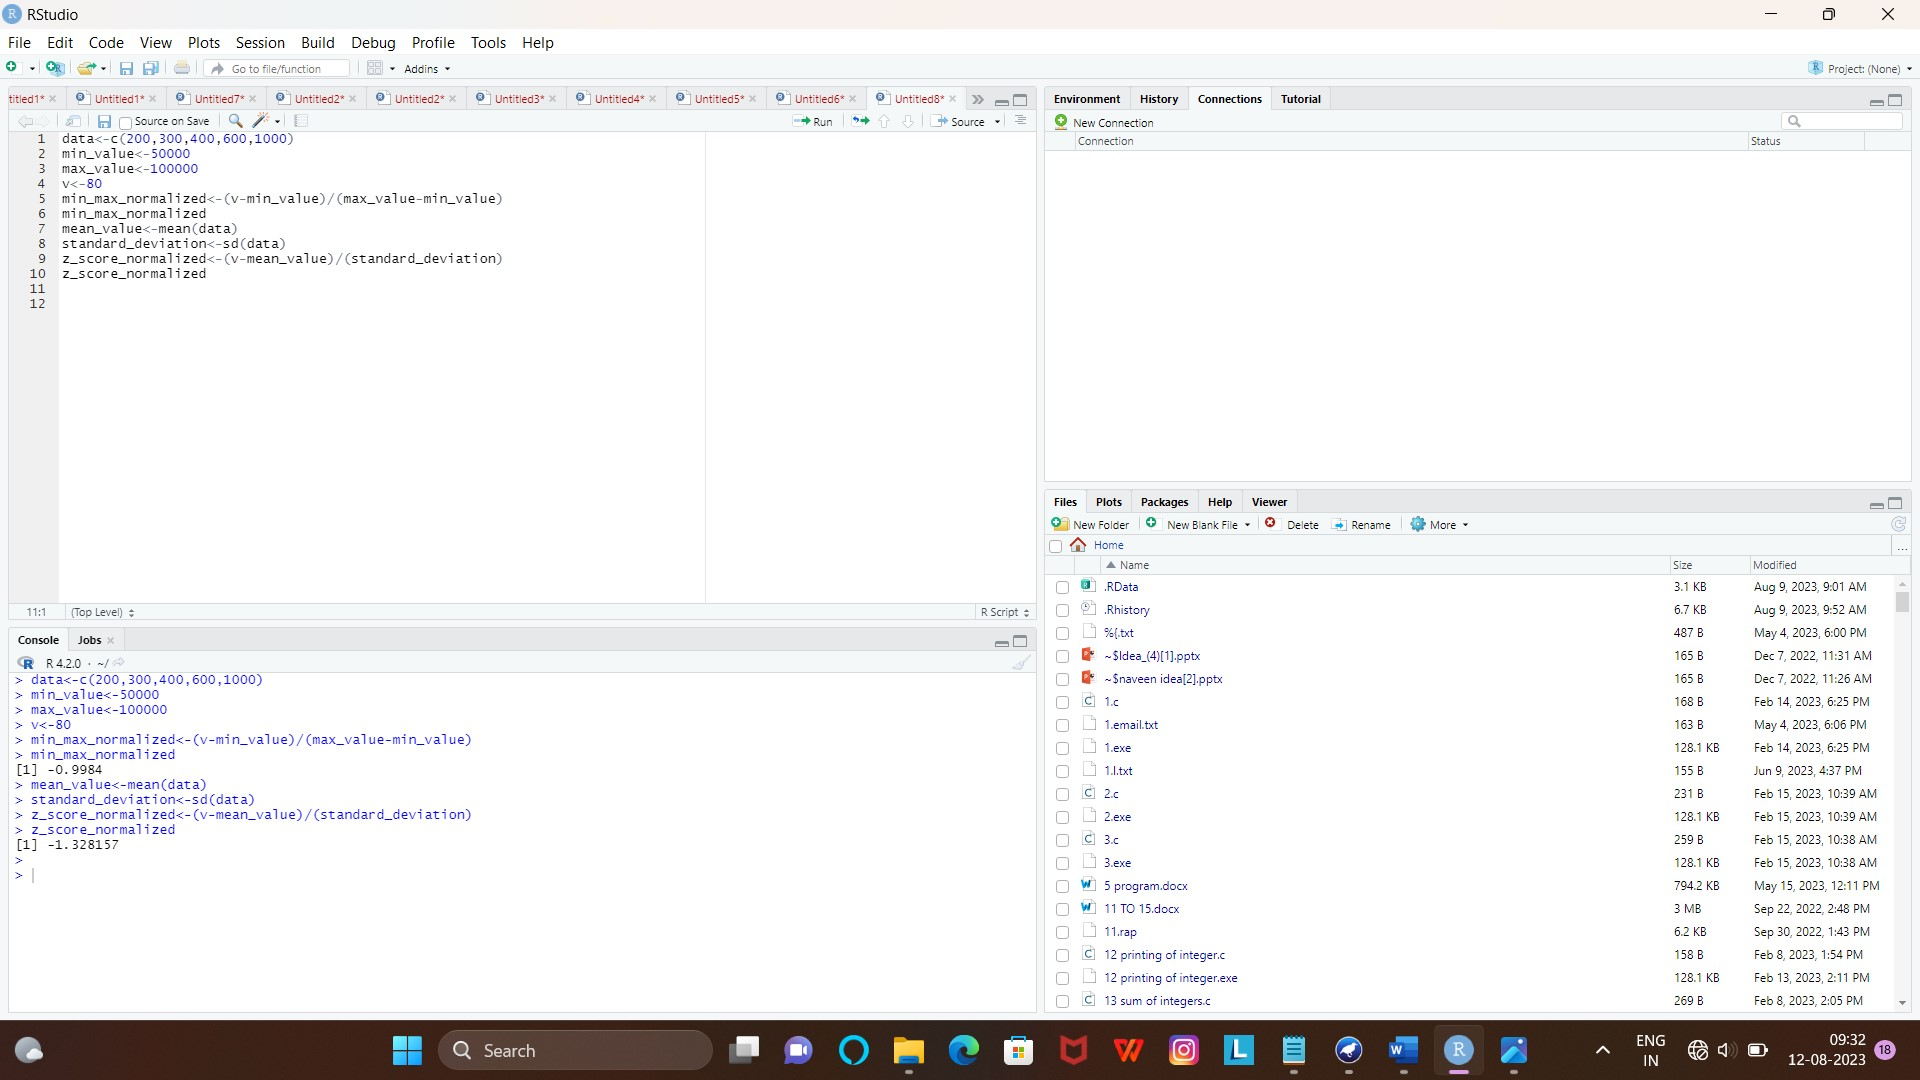 RStudio
File Edit Code View Plots Session Build Debug Profile Tools Help
Go to file/function Addins Project: (None)
titled1* Untitled1* Untitled7* Untitled2* Untitled2* Untitled3* Untitled4* Untitled5* Untitled6* Untitled8*
Source on Save Run Source
1 data<-c(200,300,400,600,1000)
2 min_value<-50000
3 max_value<-100000
4 v<-80
5 min_max_normalized<-(v-min_value)/(max_value-min_value)
6 min_max_normalized
7 mean_value<-mean(data)
8 standard_deviation<-sd(data)
9 z_score_normalized<-(v-mean_value)/(standard_deviation)
10 z_score_normalized
11
12
11:1 (Top Level) R Script
Console Jobs
R 4.2.0 · ~/
> data<-c(200,300,400,600,1000)
> min_value<-50000
> max_value<-100000
> v<-80
> min_max_normalized<-(v-min_value)/(max_value-min_value)
> min_max_normalized
[1] -0.9984
> mean_value<-mean(data)
> standard_deviation<-sd(data)
> z_score_normalized<-(v-mean_value)/(standard_deviation)
> z_score_normalized
[1] -1.328157
>
>
Environment History Connections Tutorial
New Connection
Connection Status
Files Plots Packages Help Viewer
New Folder New Blank File Delete Rename More
Home ...
Name Size Modified
.RData 3.1 KB Aug 9, 2023, 9:01 AM
.Rhistory 6.7 KB Aug 9, 2023, 9:52 AM
%{.txt 487 B May 4, 2023, 6:00 PM
~$Idea_(4)[1].pptx 165 B Dec 7, 2022, 11:31 AM
~$naveen idea[2].pptx 165 B Dec 7, 2022, 11:26 AM
1.c 168 B Feb 14, 2023, 6:25 PM
1.email.txt 163 B May 4, 2023, 6:06 PM
1.exe 128.1 KB Feb 14, 2023, 6:25 PM
1.l.txt 155 B Jun 9, 2023, 4:37 PM
2.c 231 B Feb 15, 2023, 10:39 AM
2.exe 128.1 KB Feb 15, 2023, 10:39 AM
3.c 259 B Feb 15, 2023, 10:38 AM
3.exe 128.1 KB Feb 15, 2023, 10:38 AM
5 program.docx 794.2 KB May 15, 2023, 12:11 PM
11 TO 15.docx 3 MB Sep 22, 2022, 2:48 PM
11.rap 6.2 KB Sep 30, 2022, 1:43 PM
12 printing of integer.c 158 B Feb 8, 2023, 1:54 PM
12 printing of integer.exe 128.1 KB Feb 13, 2023, 2:11 PM
13 sum of integers.c 269 B Feb 8, 2023, 2:05 PM
Search
ENG
IN
09:32
12-08-2023
18